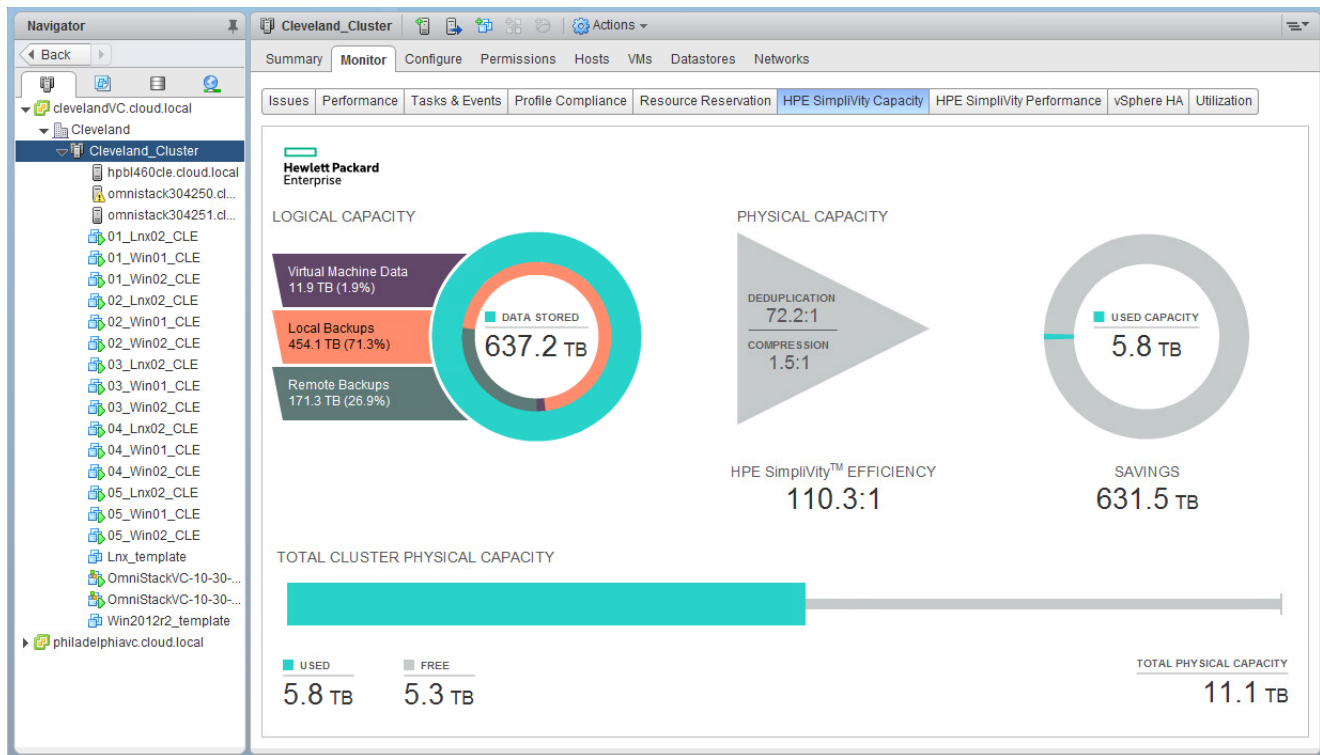 Navigator
Back
clevelandVC.cloud.local
Cleveland
Cleveland_Cluster
hpbl460cle.cloud.local
omnistack304250.cl...
omnistack304251.cl...
01_Lnx02_CLE
01_Win01_CLE
01_Win02_CLE
02_Lnx02_CLE
02_Win01_CLE
02_Win02_CLE
03_Lnx02_CLE
03_Win01_CLE
03_Win02_CLE
04_Lnx02_CLE
04_Win01_CLE
04_Win02_CLE
05_Lnx02_CLE
05_Win01_CLE
05_Win02_CLE
Lnx_template
OmniStackVC-10-30-...
OmniStackVC-10-30-...
Win2012r2_template
philadelphiavc.cloud.local
Cleveland_Cluster Actions
Summary Monitor Configure Permissions Hosts VMs Datastores Networks
Issues Performance Tasks & Events Profile Compliance Resource Reservation HPE SimpliVity Capacity HPE SimpliVity Performance vSphere HA Utilization
Hewlett Packard
Enterprise
LOGICAL CAPACITY
Virtual Machine Data
11.9 TB (1.9%)
Local Backups
454.1 TB (71.3%)
Remote Backups
171.3 TB (26.9%)
DATA STORED
637.2 TB
PHYSICAL CAPACITY
DEDUPLICATION
72.2:1
COMPRESSION
1.5:1
USED CAPACITY
5.8 TB
HPE SimpliVity™ EFFICIENCY
110.3:1
SAVINGS
631.5 TB
TOTAL CLUSTER PHYSICAL CAPACITY
USED
5.8 TB
FREE
5.3 TB
TOTAL PHYSICAL CAPACITY
11.1 TB